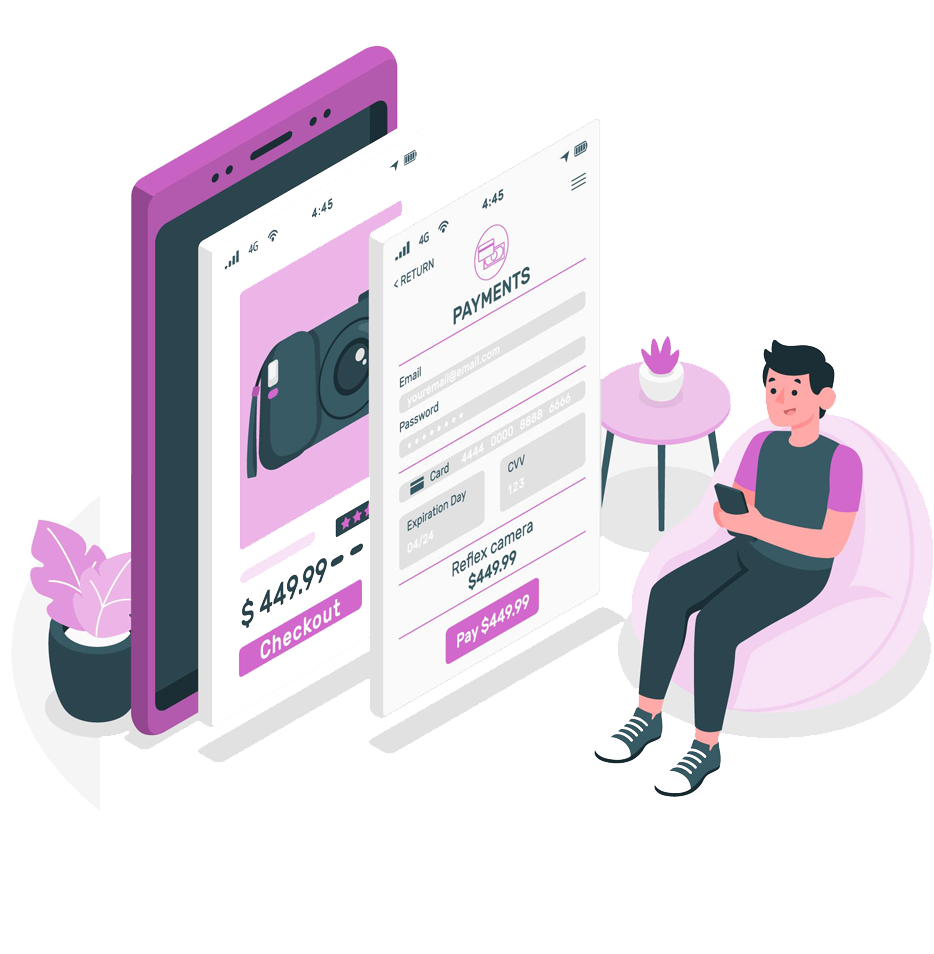 4G
4:45
$ 449.99
Checkout
4G
4:45
< RETURN
PAYMENTS
Email
youremail@email.com
Password
Card 4444 0000 8888 6666
Expiration Day
04/24
CVV
123
Reflex camera
$449.99
Pay $449.99